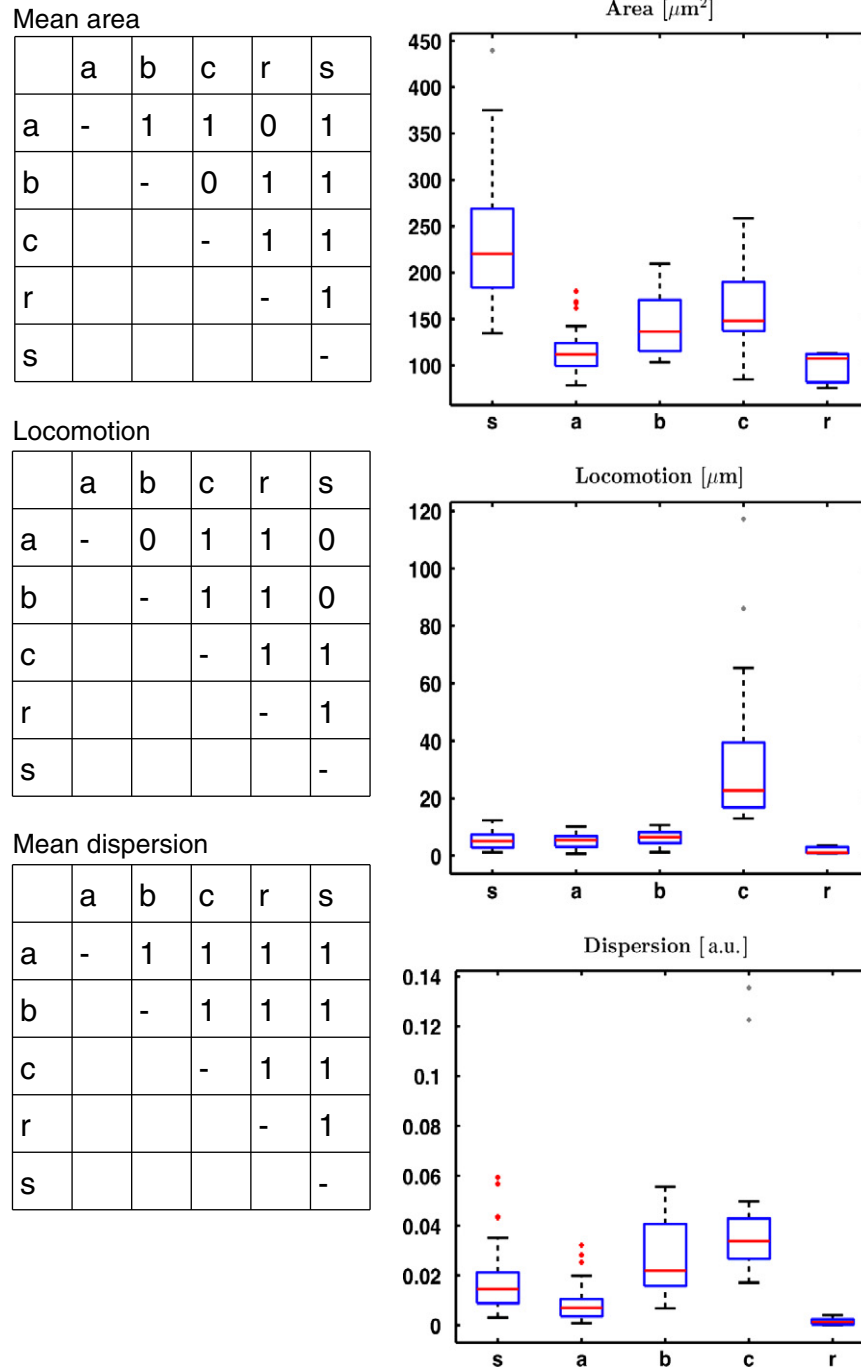 Mean area
a b c r s
a - 1 1 0 1
b - 0 1 1
c - 1 1
r - 1
s -
Area [μm²]
450
400
350
300
250
200
150
100
s a b c r
Locomotion
a b c r s
a - 0 1 1 0
b - 1 1 0
c - 1 1
r - 1
s -
Locomotion [μm]
120
100
80
60
40
20
0
s a b c r
Mean dispersion
a b c r s
a - 1 1 1 1
b - 1 1 1
c - 1 1
r - 1
s -
Dispersion [a.u.]
0.14
0.12
0.1
0.08
0.06
0.04
0.02
0
s a b c r